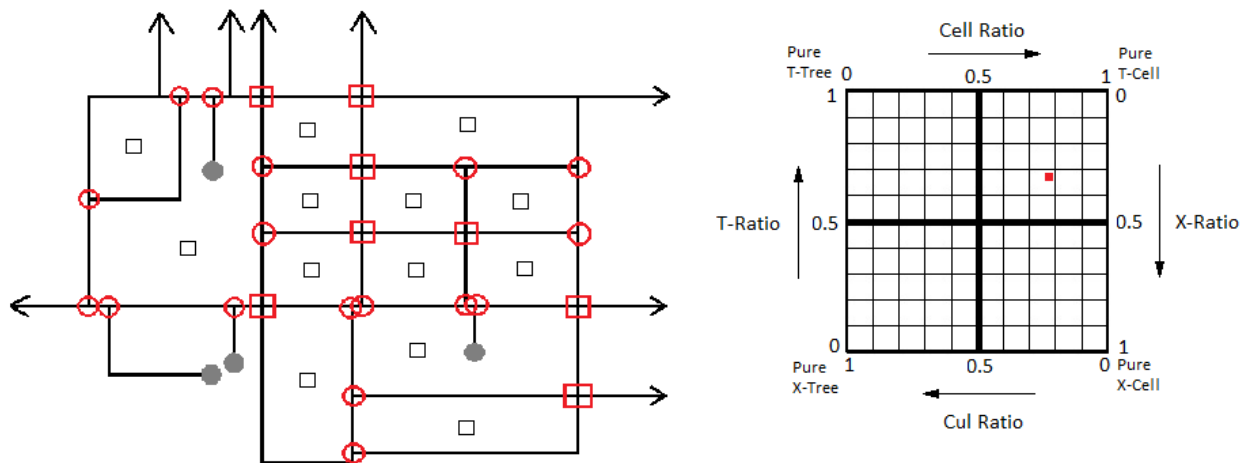 Cell Ratio
Pure
T-Tree
0
0.5
1
Pure
T-Cell
1
0
T-Ratio
0.5
0.5
X-Ratio
0
1
Pure
X-Tree
1
0.5
0
Pure
X-Cell
Cul Ratio